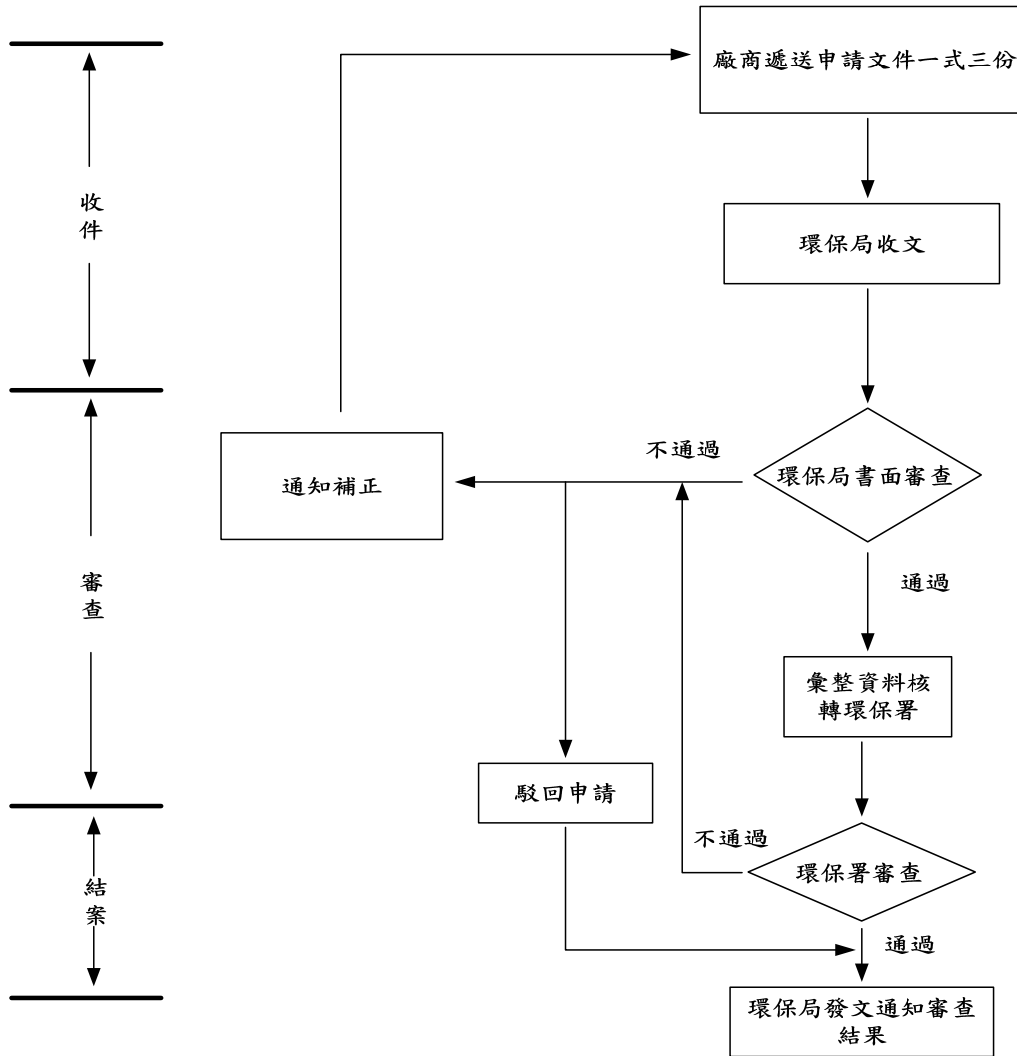 廠商遞送申請文件一式三份
收
件
環保局收文
不通過
環保局書面審查
通知補正
通過
審
查
彙整資料核
轉環保署
駁回申請
不通過
環保署審查
結
案
通過
環保局發文通知審查
結果